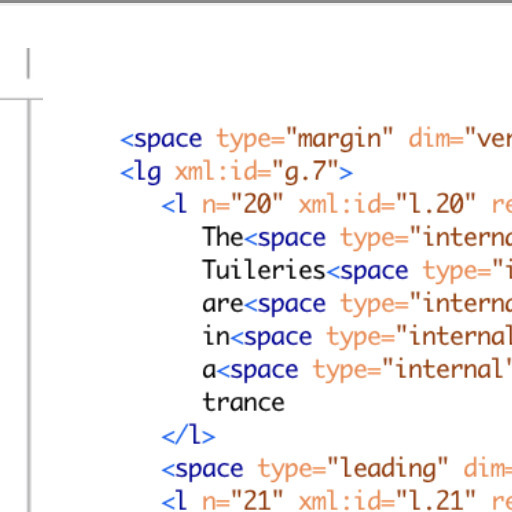 <space type="margin" dim="ver
<lg xml:id="g.7">
<l n="20" xml:id="l.20" re
The<space type="interna
Tuileries<space type="i
are<space type="interna
in<space type="internal
a<space type="internal"
trance
</l>
<space type="leading" dim=
<l n="21" xml:id="l.21" re